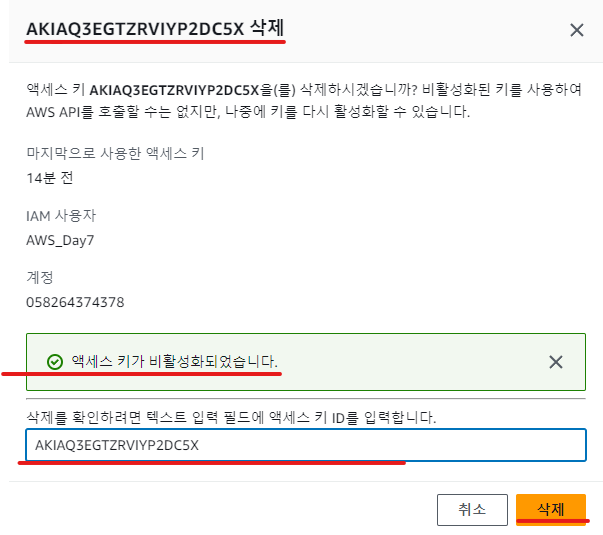 AKIAQ3EGTZRVIYP2DC5X 삭제
액세스 키 AKIAQ3EGTZRVIYP2DC5X을(를) 삭제하시겠습니까? 비활성화된 키를 사용하여
AWS API를 호출할 수는 없지만, 나중에 키를 다시 활성화할 수 있습니다.
마지막으로 사용한 액세스 키
14분 전
IAM 사용자
AWS_Day7
계정
058264374378
액세스 키가 비활성화되었습니다.
삭제를 확인하려면 텍스트 입력 필드에 액세스 키 ID를 입력합니다.
AKIAQ3EGTZRVIYP2DC5X
취소 삭제